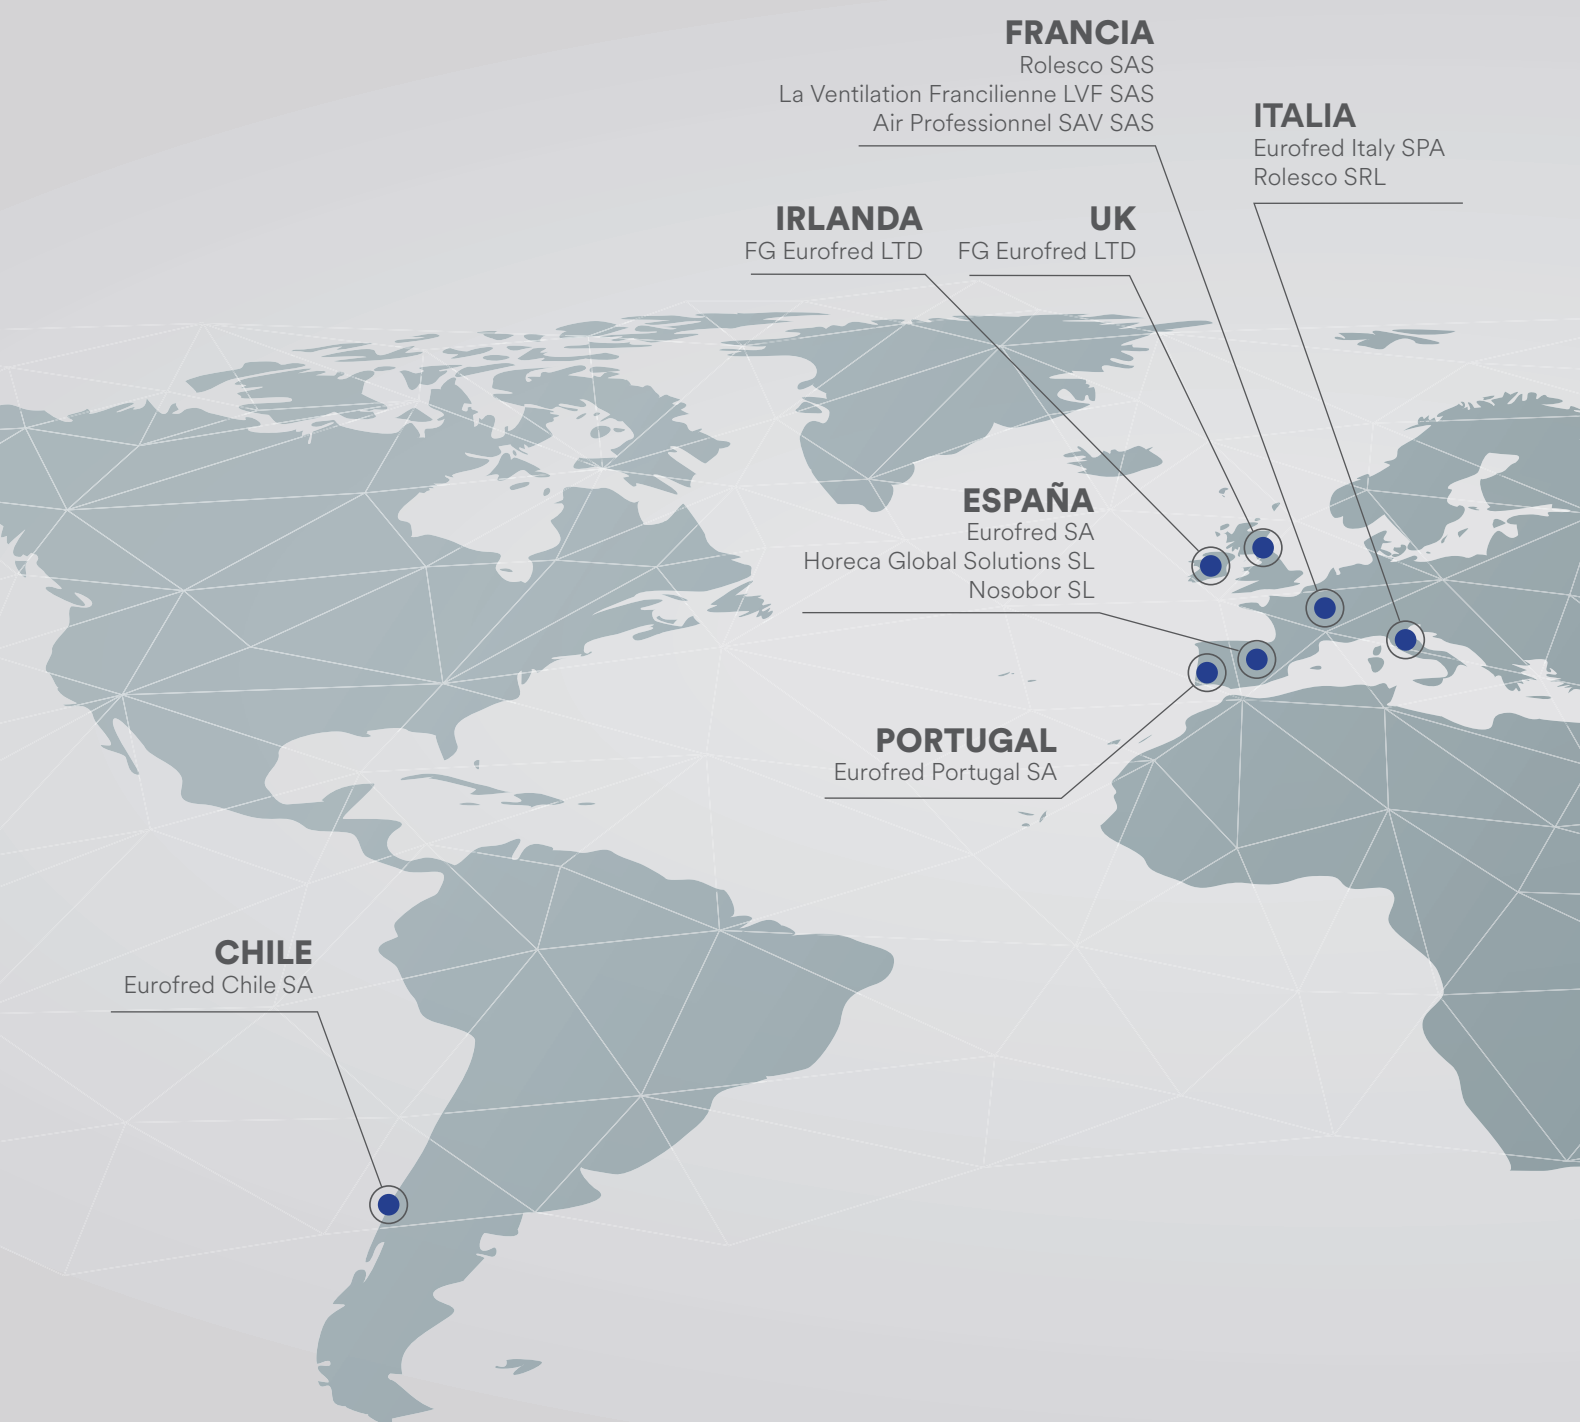 FRANCIA
Rolesco SAS
La Ventilation Francilienne LVF SAS
Air Professionnel SAV SAS
ITALIA
Eurofred Italy SPA
Rolesco SRL
IRLANDA
FG Eurofred LTD
UK
FG Eurofred LTD
ESPAÑA
Eurofred SA
Horeca Global Solutions SL
Nosobor SL
PORTUGAL
Eurofred Portugal SA
CHILE
Eurofred Chile SA